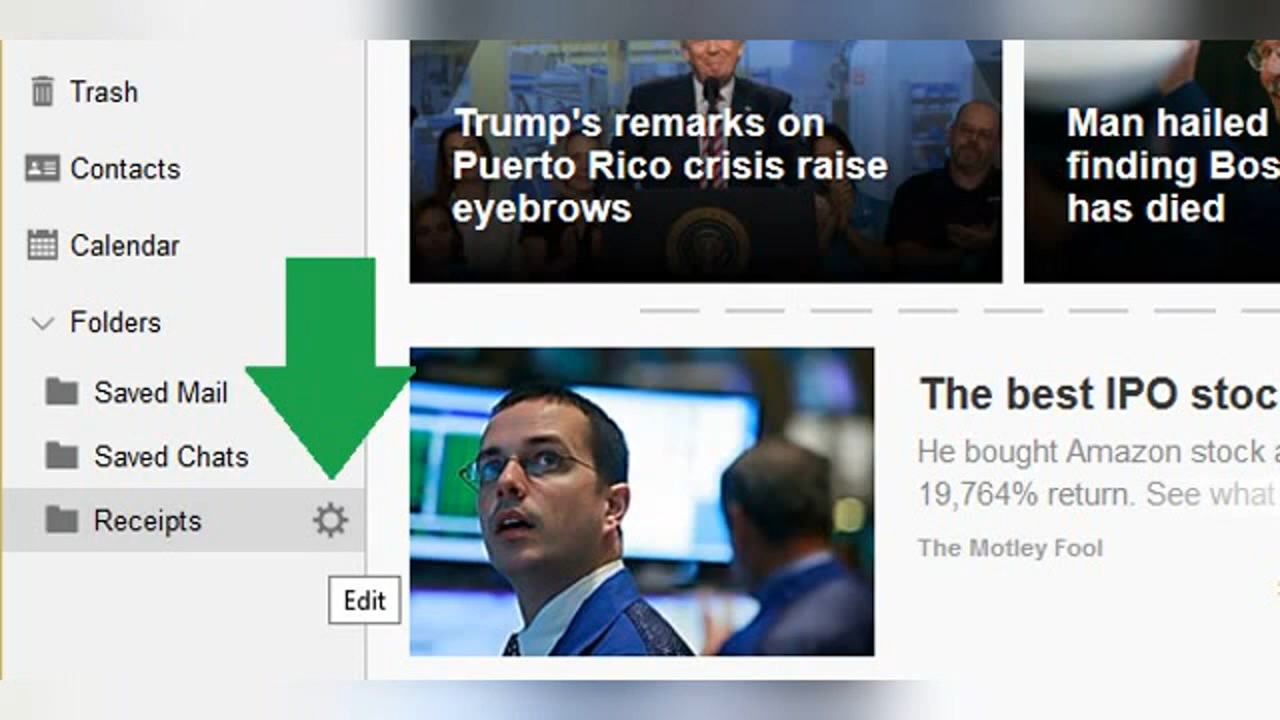 Trash
Contacts
Calendar
Folders
Saved Mail
Saved Chats
Receipts
Edit
Trump's remarks on
Puerto Rico crisis raise
eyebrows
Man hailed
finding Bos
has died
The best IPO stoc
He bought Amazon stock a
19,764% return. See what
The Motley Fool